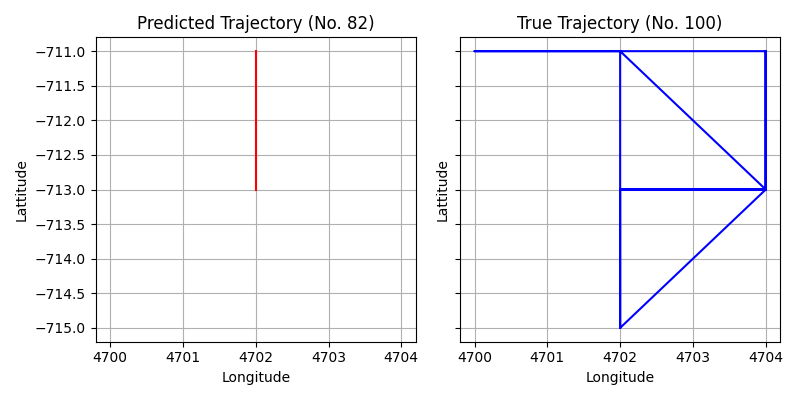 Predicted Trajectory (No. 82)
True Trajectory (No. 100)
Lattitude
−711.0
−711.5
−712.0
−712.5
−713.0
−713.5
−714.0
−714.5
−715.0
4700 4701 4702 4703 4704
Longitude
Lattitude
4700 4701 4702 4703 4704
Longitude